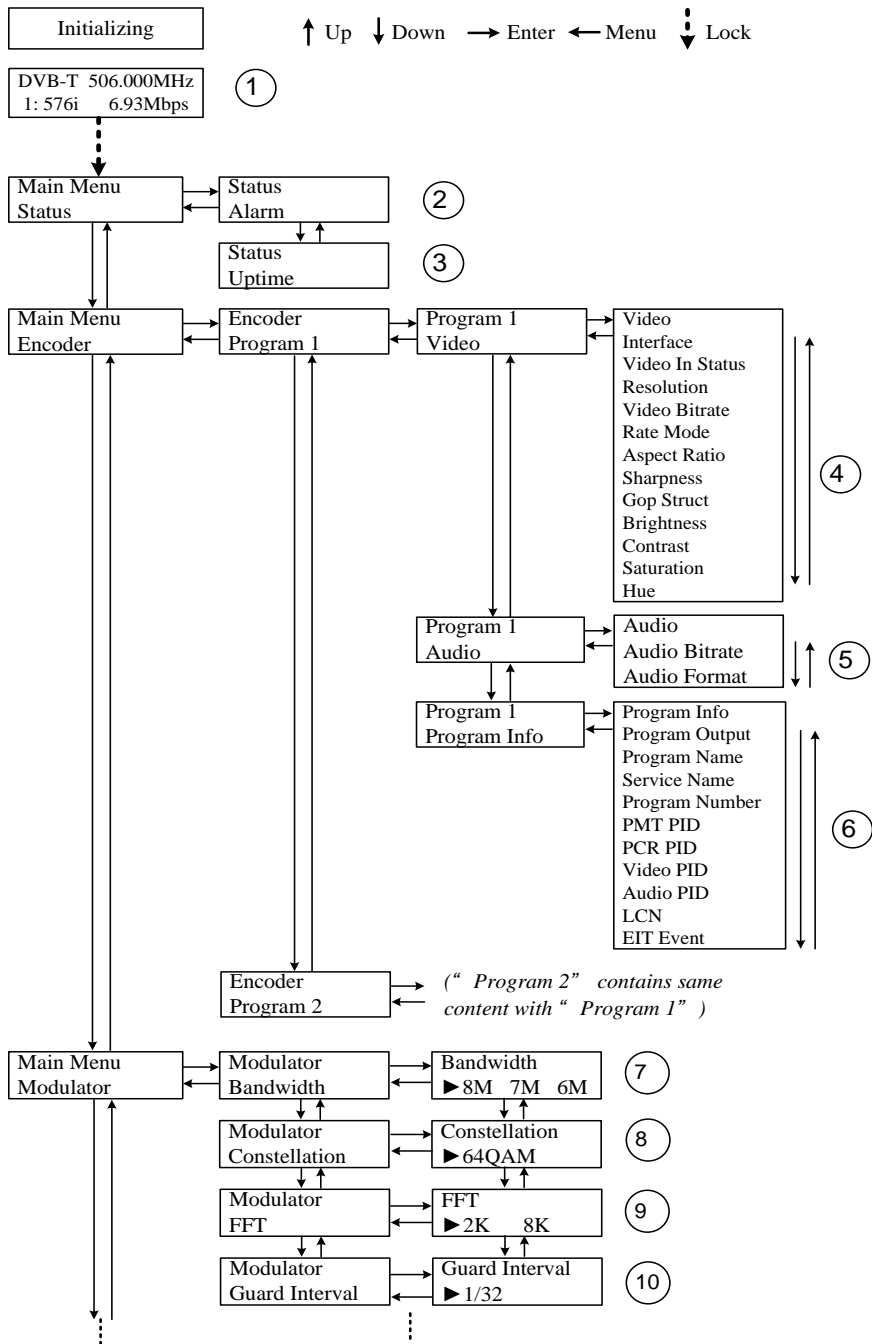 Initializing
Up Down Enter Menu Lock
DVB-T 506.000MHz
1: 576i 6.93Mbps
1
Main Menu
Status
Status
Alarm
2
Status
Uptime
3
Main Menu
Encoder
Encoder
Program 1
Program 1
Video
Video
Interface
Video In Status
Resolution
Video Bitrate
Rate Mode
Aspect Ratio
Sharpness
Gop Struct
Brightness
Contrast
Saturation
Hue
4
Program 1
Audio
Audio
Audio Bitrate
Audio Format
5
Program 1
Program Info
Program Info
Program Output
Program Name
Service Name
Program Number
PMT PID
PCR PID
Video PID
Audio PID
LCN
EIT Event
6
Encoder
Program 2
(“ Program 2” contains same
content with “ Program 1” )
Main Menu
Modulator
Modulator
Bandwidth
Bandwidth
►8M 7M 6M
7
Modulator
Constellation
Constellation
►64QAM
8
Modulator
FFT
FFT
►2K 8K
9
Modulator
Guard Interval
Guard Interval
►1/32
10